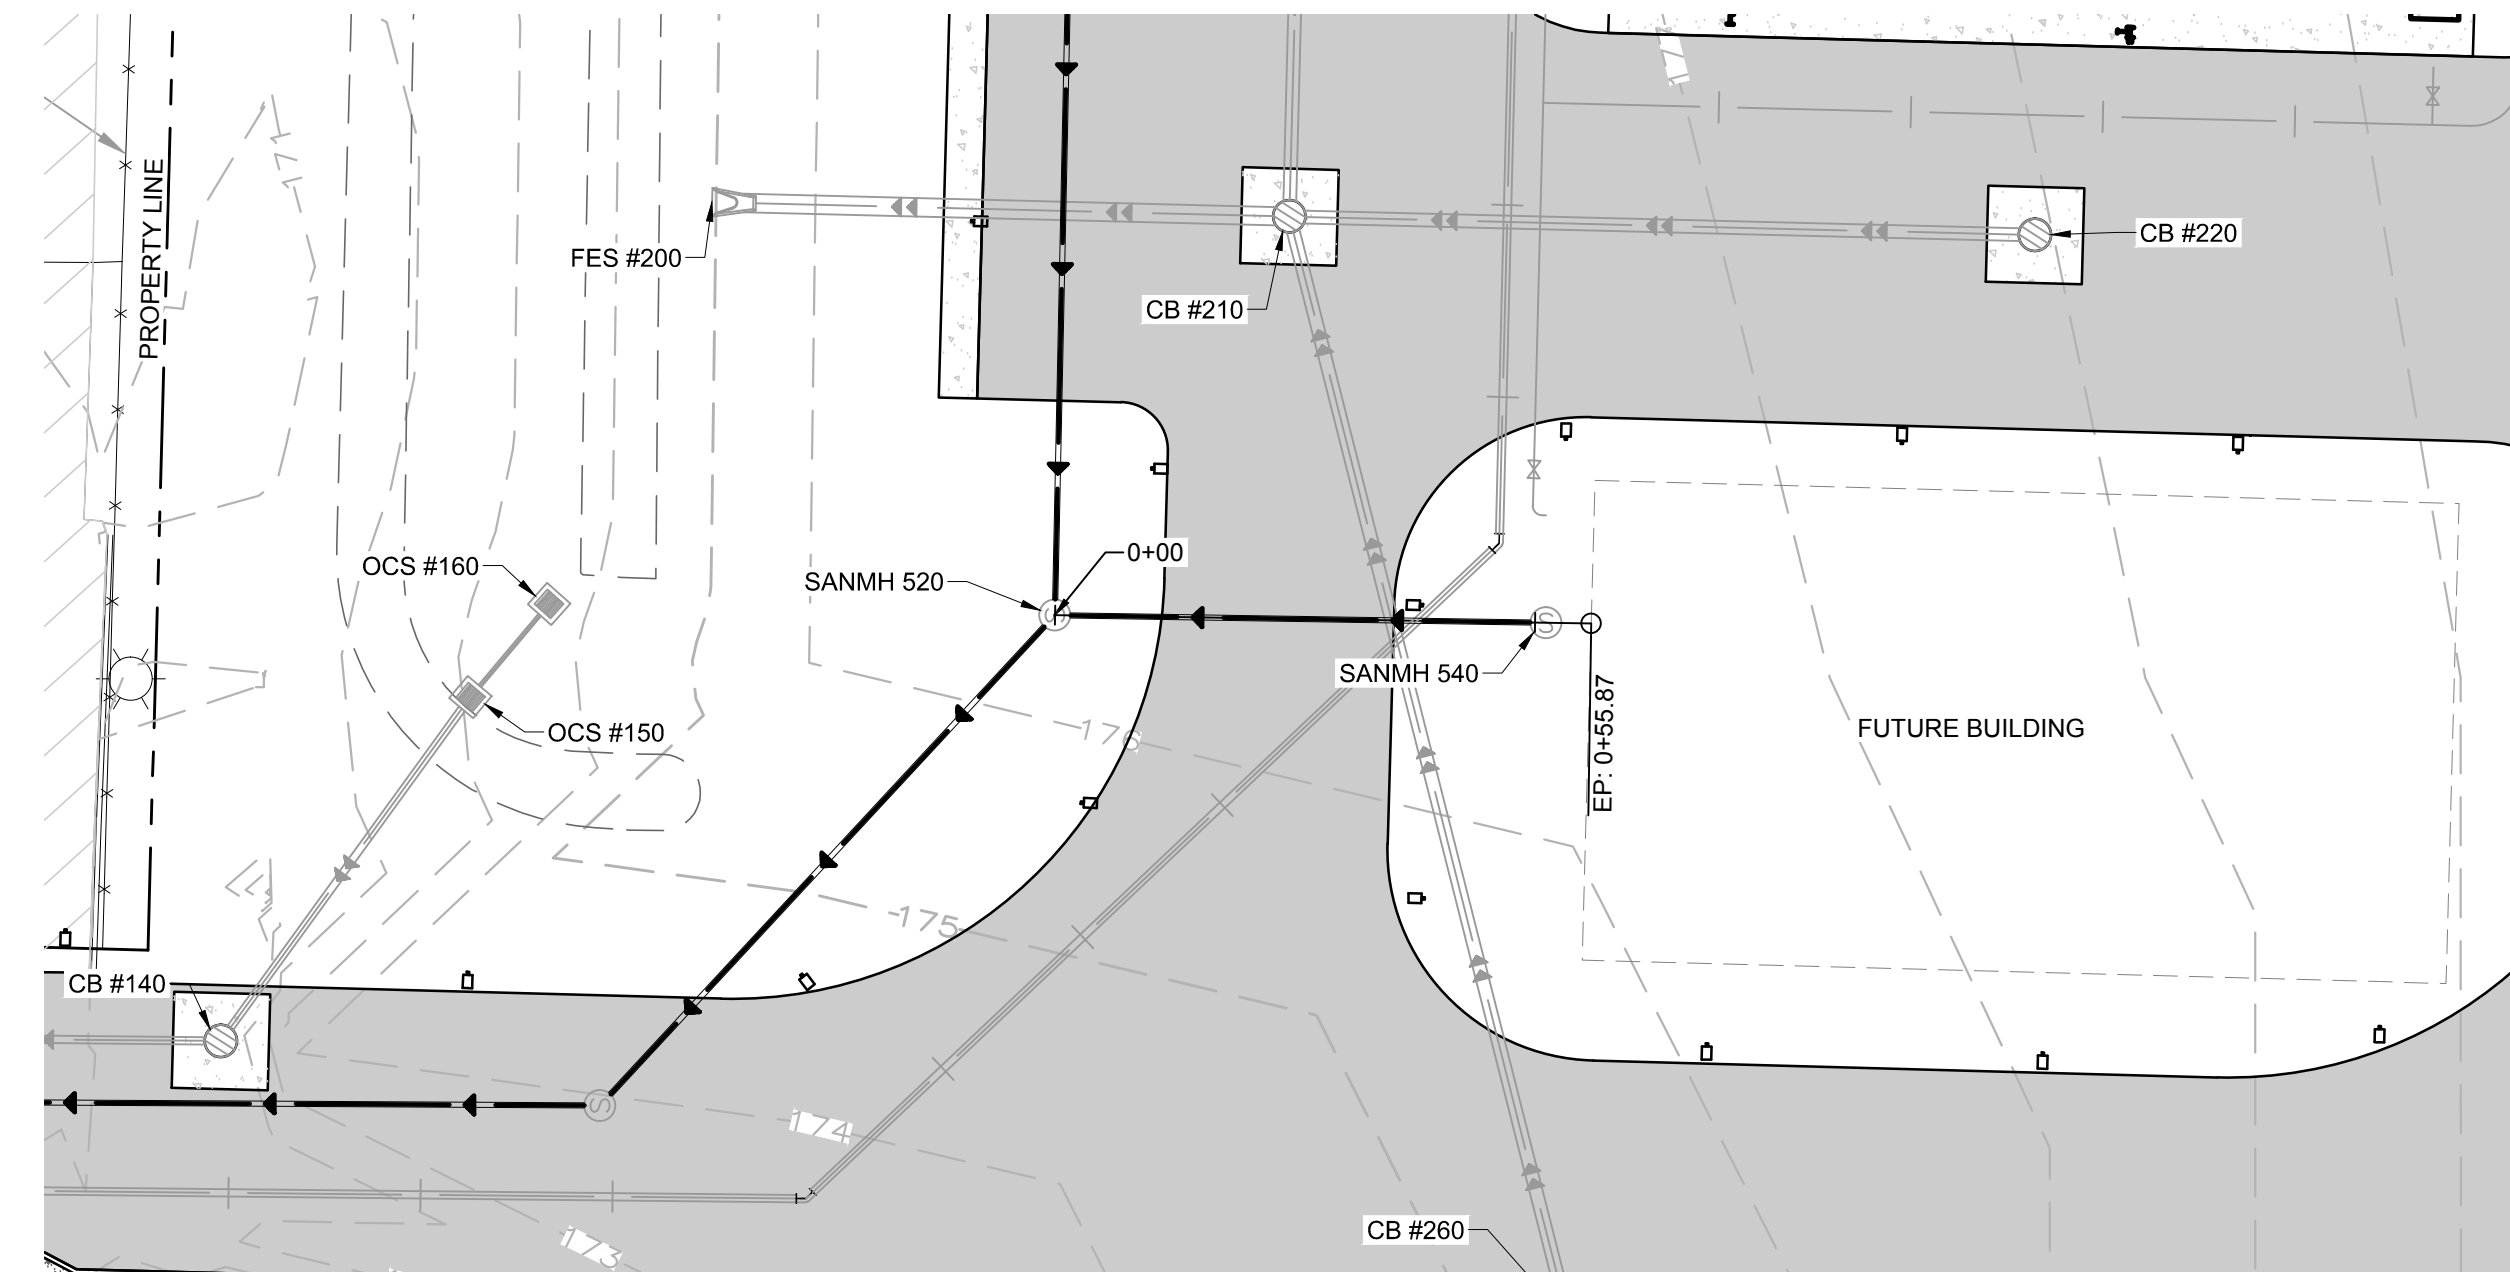 PROPERTY LINE
FES #200
CB #210
CB #220
OCS #160
SANMH 520
0+00
SANMH 540
OCS #150
176
EP: 0+55.87
FUTURE BUILDING
175
CB #140
S
S
S
174
CB #260
173